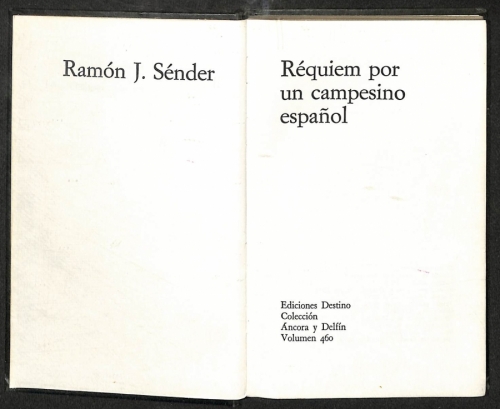 Ramón J. Sénder
Réquiem por
un campesino
español
Ediciones Destino
Colección
Áncora y Delfín
Volumen 460